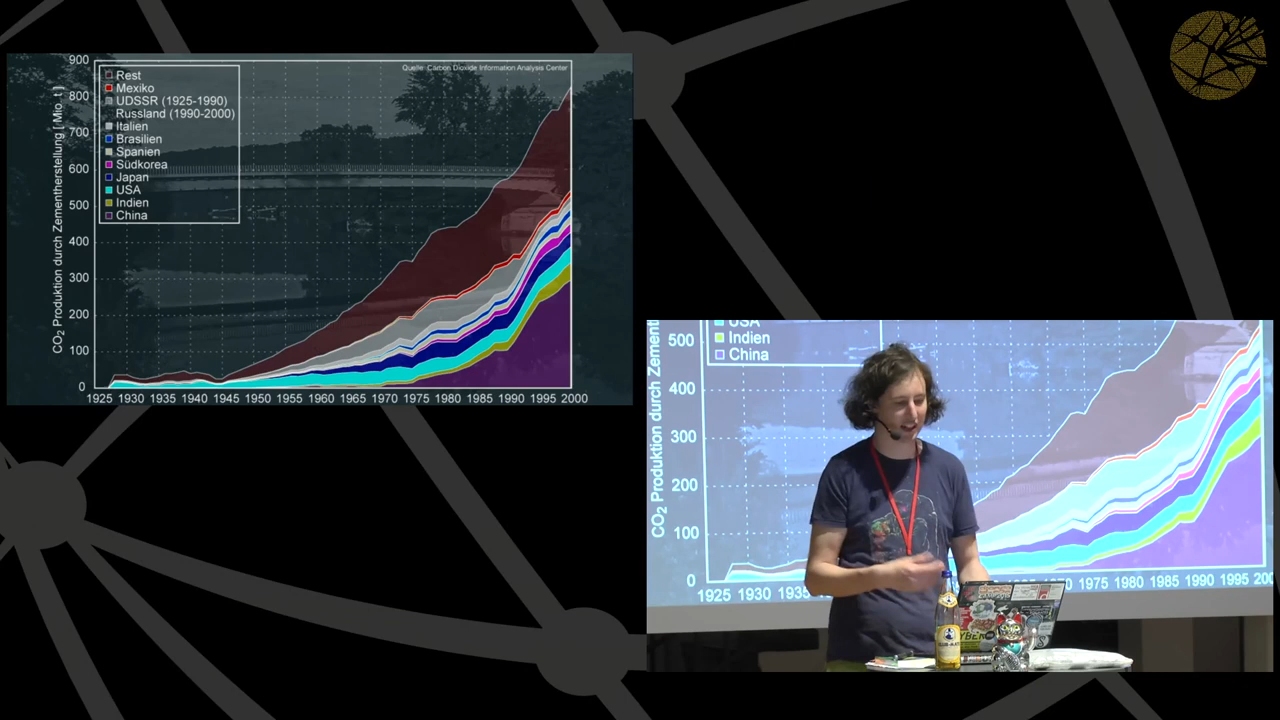 900
800
700
600
500
400
300
200
100
0
CO₂ Produktion durch Zementherstellung [Mio. t]
Quelle: Carbon Dioxide Information Analysis Center
Rest
Mexiko
UDSSR (1925-1990)
Russland (1990-2000)
Italien
Brasilien
Spanien
Südkorea
Japan
USA
Indien
China
1925 1930 1935 1940 1945 1950 1955 1960 1965 1970 1975 1980 1985 1990 1995 2000
USA
Indien
China
500
400
300
200
100
0
CO₂ Produktion durch Zement
1925 1930 1935 1975 1980 1985 1990 1995 200